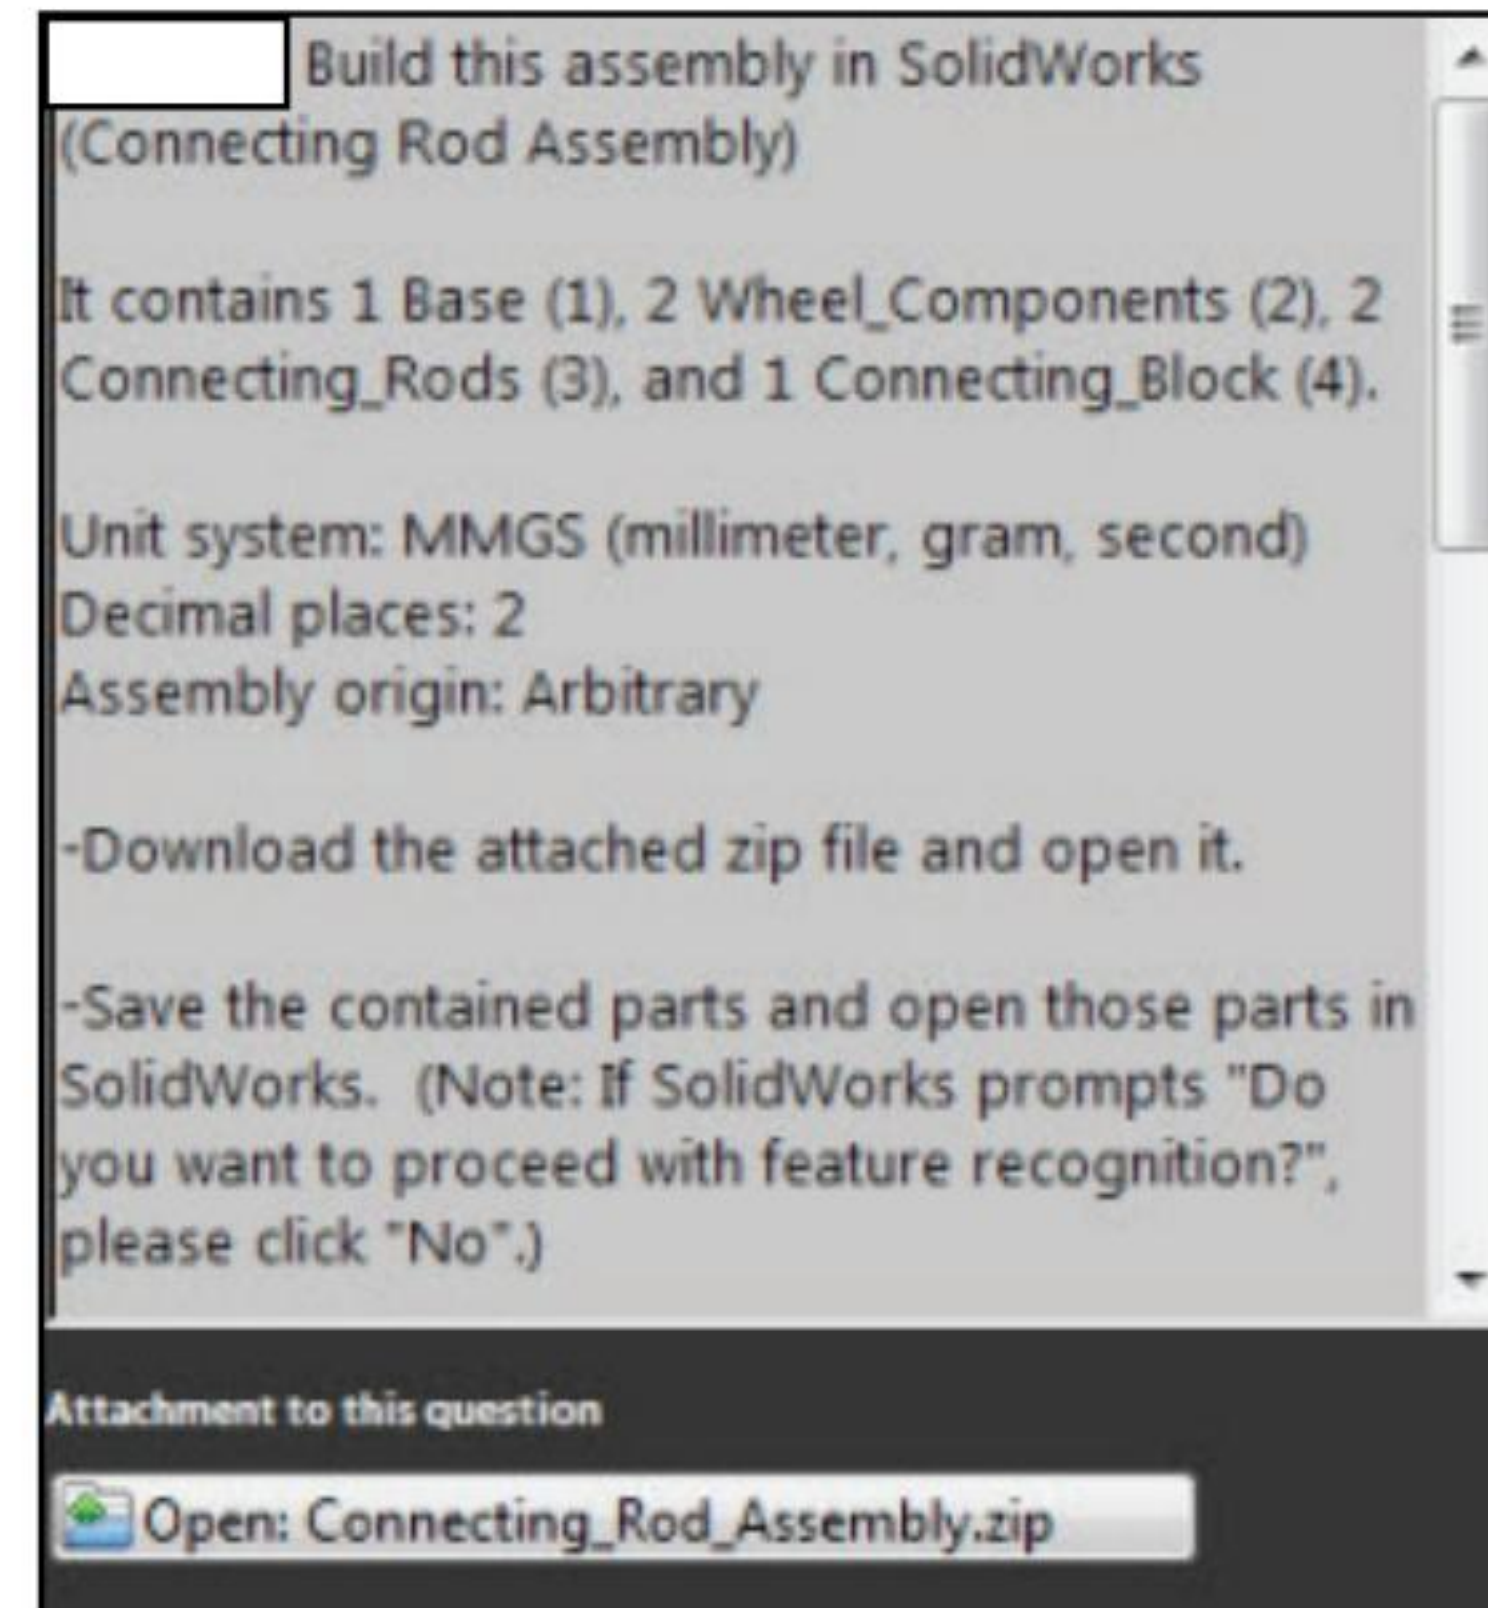 Build this assembly in SolidWorks
(Connecting Rod Assembly)
It contains 1 Base (1), 2 Wheel_Components (2), 2
Connecting_Rods (3), and 1 Connecting_Block (4).
Unit system: MMGS (millimeter, gram, second)
Decimal places: 2
Assembly origin: Arbitrary
-Download the attached zip file and open it.
-Save the contained parts and open those parts in
SolidWorks.  (Note: If SolidWorks prompts "Do
you want to proceed with feature recognition?",
please click "No".)
Attachment to this question
Open: Connecting_Rod_Assembly.zip